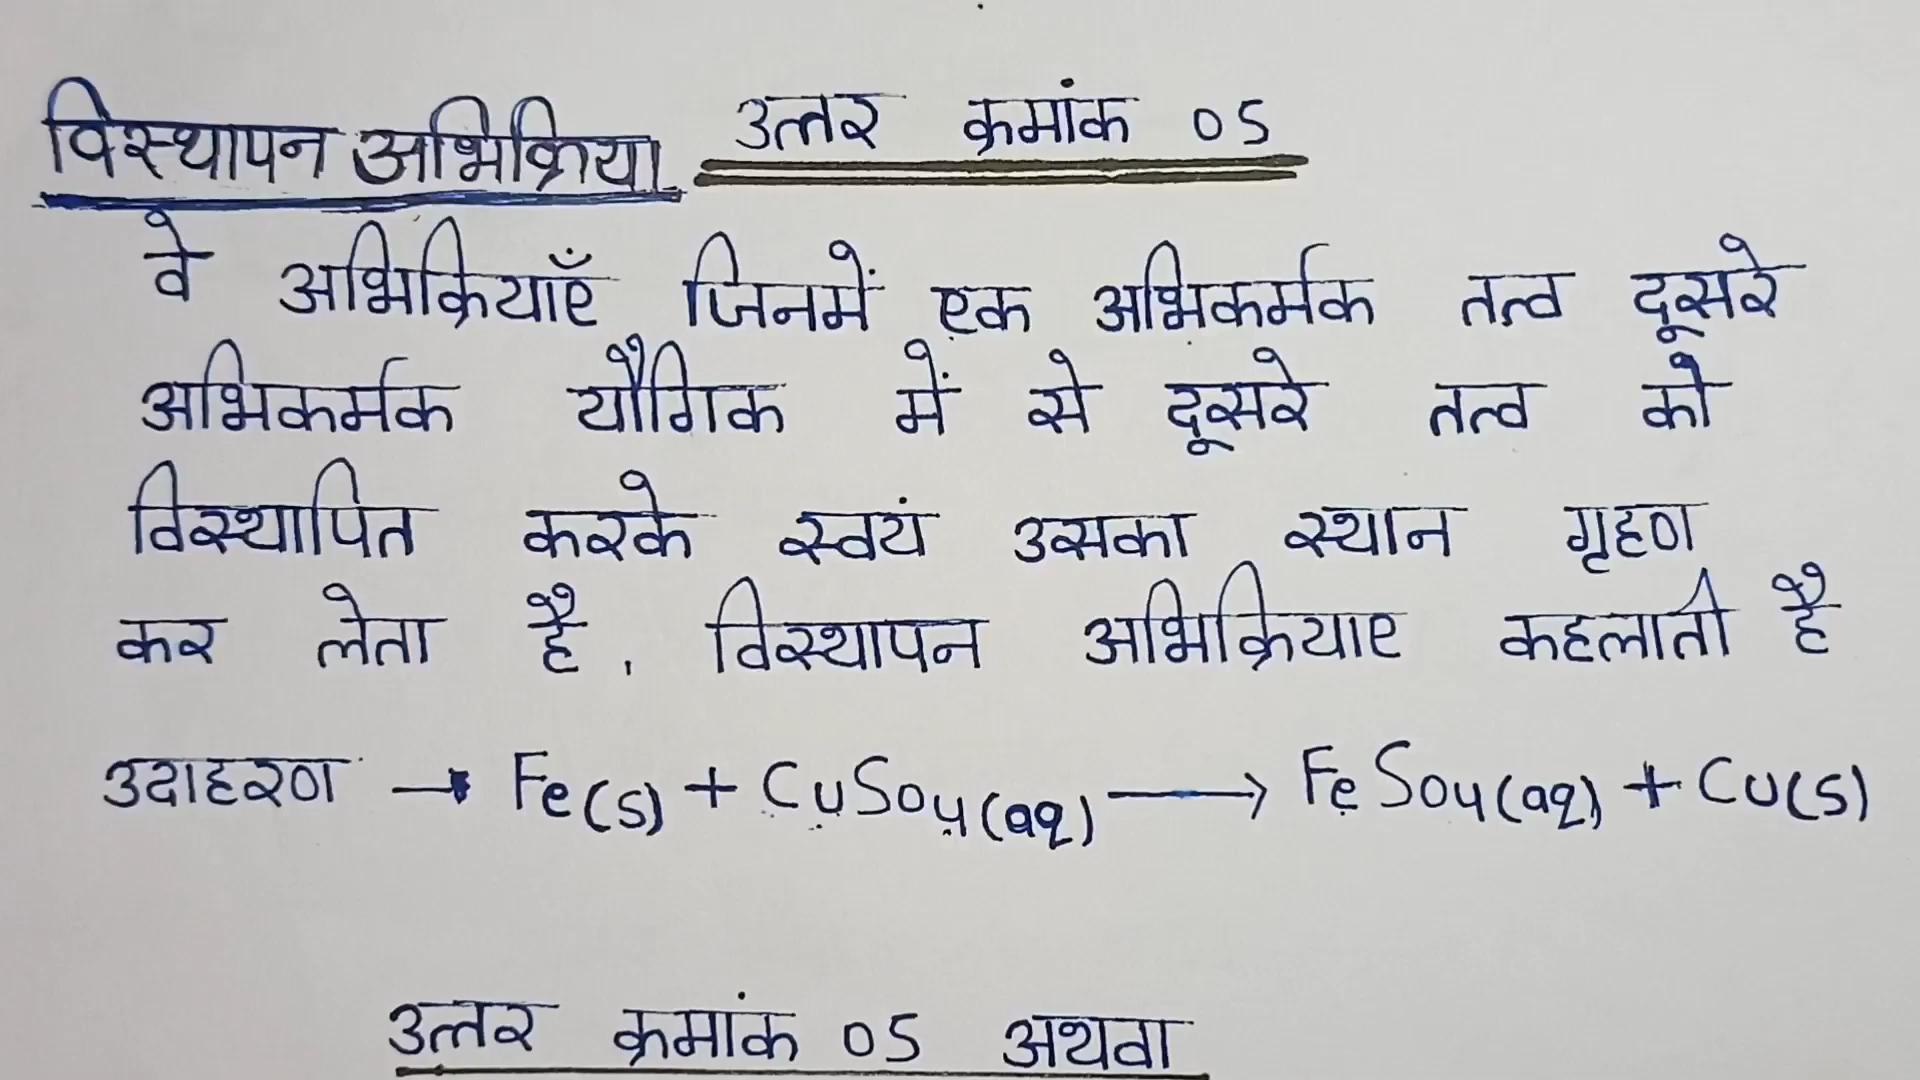 उत्तर क्रमांक 05
विस्थापन अभिक्रिया
वे अभिक्रियाएँ जिनमें एक अभिकर्मक तत्व दूसरे
अभिकर्मक यौगिक में से दूसरे तत्व को
विस्थापित करके स्वयं उसका स्थान गृहण
कर लेता है, विस्थापन अभिक्रियाए कहलाती है
उदाहरण → Fe(s) + CuSo4(aq) → FeSo4(aq) + Cu(s)
उत्तर क्रमांक 05 अथवा